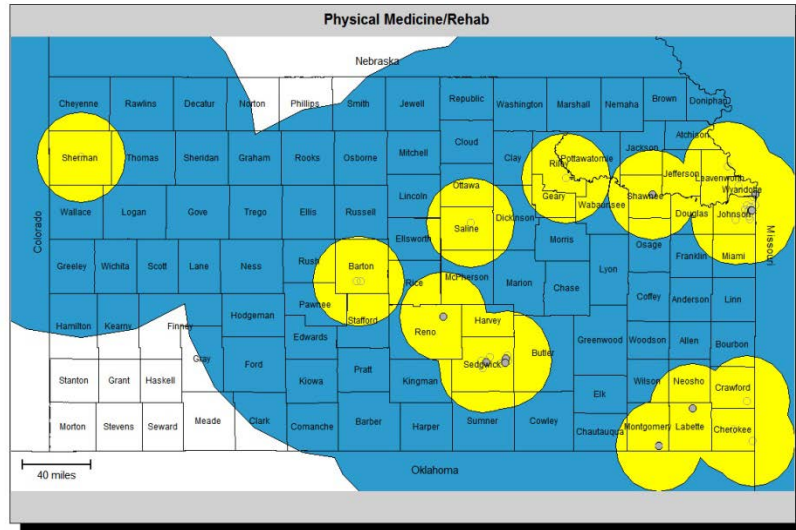 Physical Medicine/Rehab
Nebraska
Cheyenne Rawlins Decatur Norton Phillips Smith Jewell Republic Washington Marshall Nemaha Brown Doniphan
Atchison
Sherman Thomas Sheridan Graham Rooks Osborne Mitchell Cloud Clay Riley Pottawatomie Jackson Jefferson Leavenworth
Wyandotte
Ottawa
Lincoln Shawnee
Wallace Logan Gove Trego Ellis Russell Saline Dickinson Geary Wabaunsee Douglas Johnson
Colorado Missouri
Ellsworth Morris Osage Franklin Miami
Greeley Wichita Scott Lane Ness Rush Barton Rice McPherson Marion Chase Lyon Coffey Anderson Linn
Pawnee Stafford
Hamilton Kearny Finney Hodgeman Edwards Reno Harvey Butler Greenwood Woodson Allen Bourbon
Gray Ford
Stanton Grant Haskell Kiowa Pratt Kingman Sedgwick Elk Wilson Neosho Crawford
Morton Stevens Seward Meade Clark Comanche Barber Harper Sumner Cowley Chautauqua Montgomery Labette Cherokee
40 miles
Oklahoma